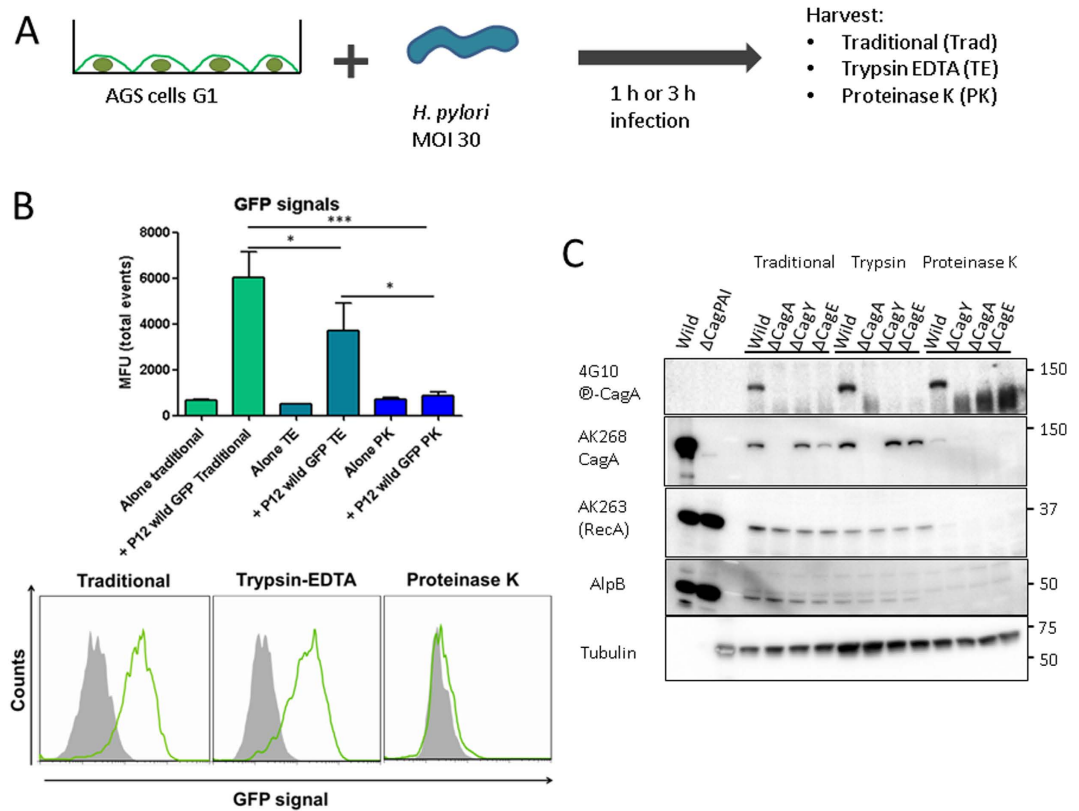 A
AGS cells G1
H. pylori
MOI 30
1 h or 3 h
infection
Harvest:
• Traditional (Trad)
• Trypsin EDTA (TE)
• Proteinase K (PK)
B
GFP signals
MFU (total events)
8000
6000
4000
2000
0
***
*
*
Alone traditional
+ P12 wild GFP Traditional
Alone TE
+ P12 wild GFP TE
Alone PK
+ P12 wild GFP PK
Traditional
Trypsin-EDTA
Proteinase K
Counts
GFP signal
C
Traditional Trypsin Proteinase K
Wild ΔCagPAI Wild ΔCagA ΔCagY ΔCagE Wild ΔCagA ΔCagY ΔCagE Wild ΔCagY ΔCagA ΔCagE
4G10
℗-CagA
150
AK268
CagA
150
AK263
(RecA)
37
AlpB
50
Tubulin
75
50